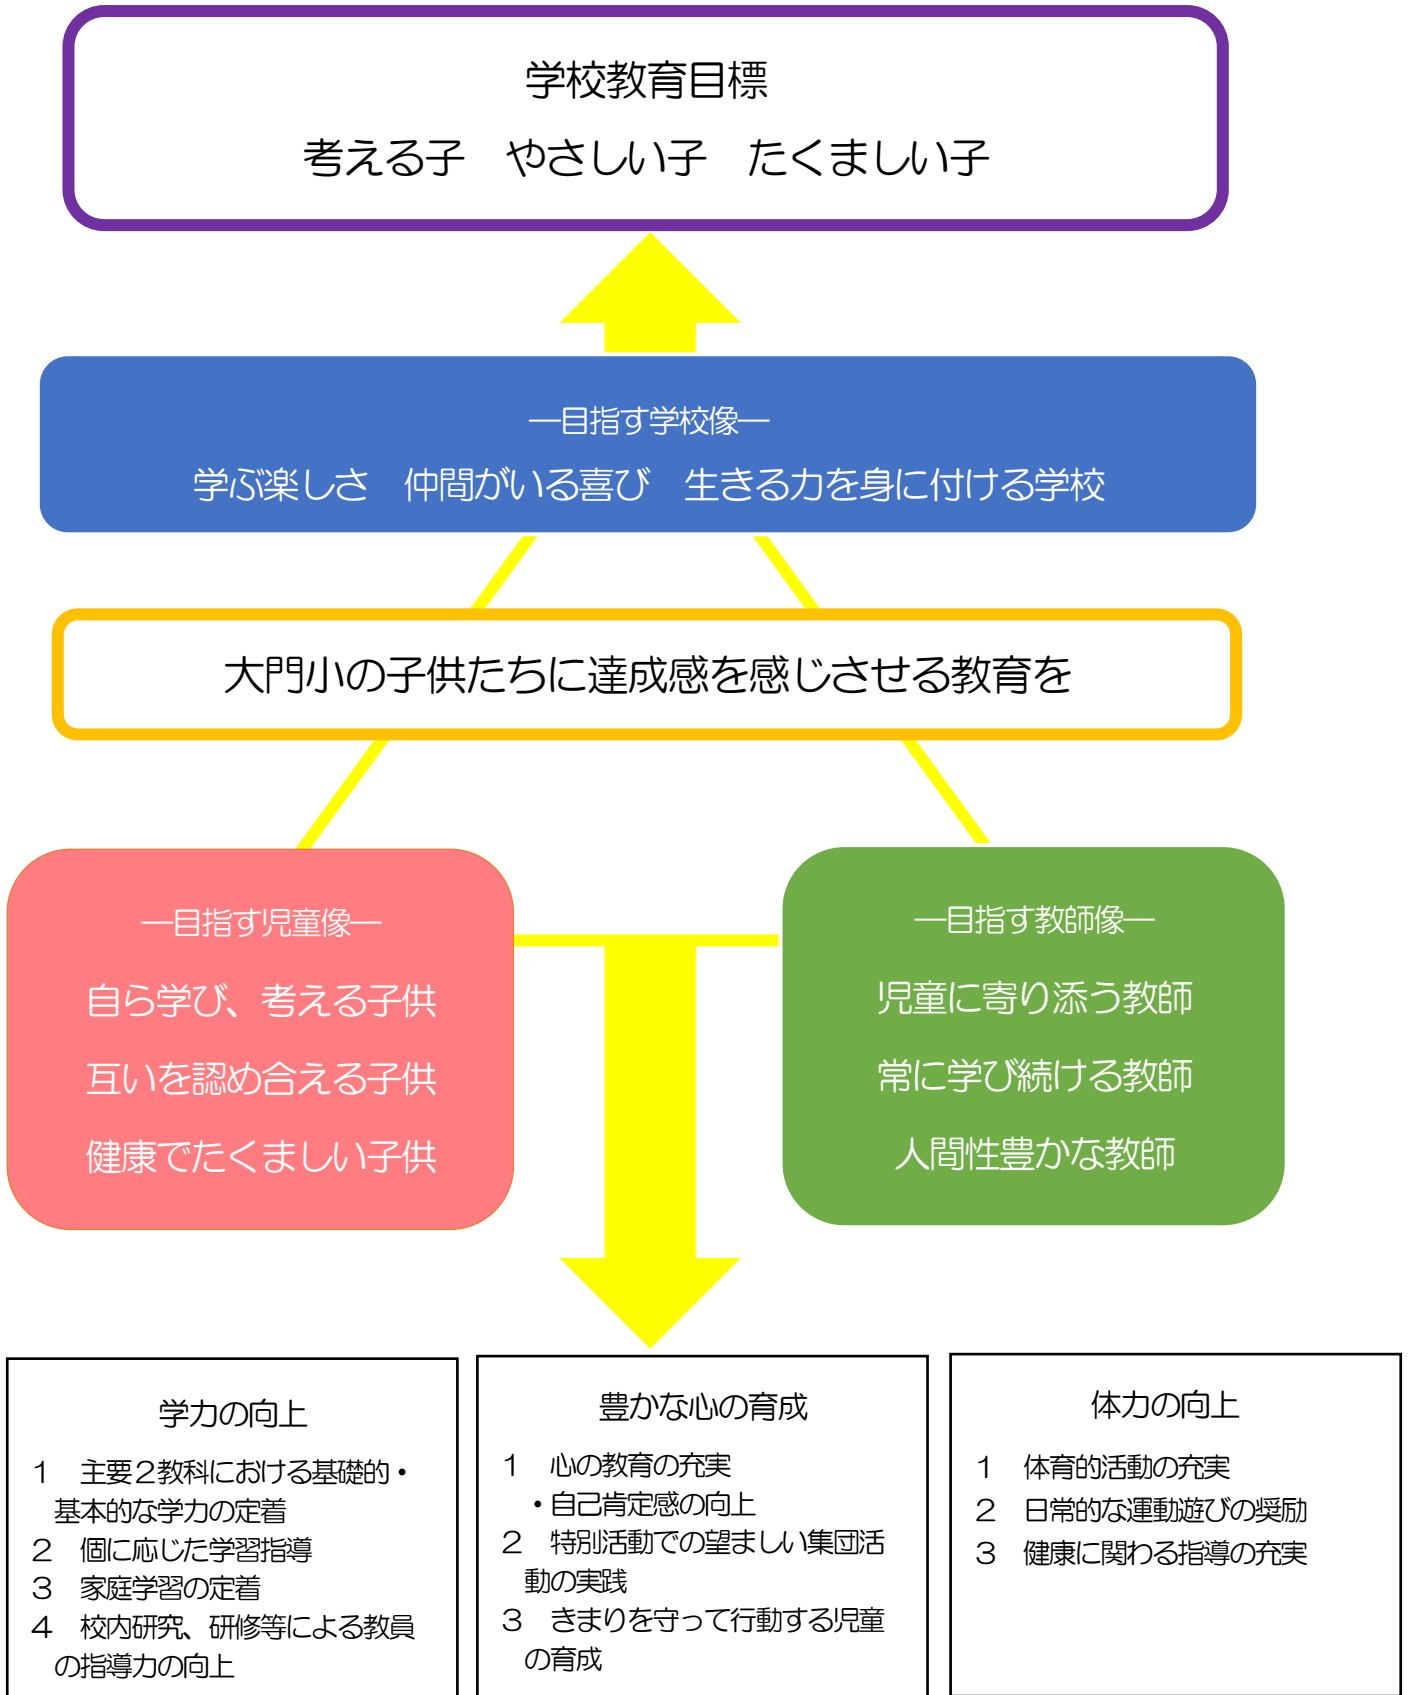 学校教育目標
考える子　やさしい子　たくましい子
―目指す学校像―
学ぶ楽しさ　仲間がいる喜び　生きる力を身に付ける学校
大門小の子供たちに達成感を感じさせる教育を
―目指す児童像―
自ら学び、考える子供
互いを認め合える子供
健康でたくましい子供
―目指す教師像―
児童に寄り添う教師
常に学び続ける教師
人間性豊かな教師
学力の向上
１　主要２教科における基礎的・
基本的な学力の定着
２　個に応じた学習指導
３　家庭学習の定着
４　校内研究、研修等による教員
の指導力の向上
豊かな心の育成
１　心の教育の充実
・自己肯定感の向上
２　特別活動での望ましい集団活
動の実践
３　きまりを守って行動する児童
の育成
体力の向上
１　体育的活動の充実
２　日常的な運動遊びの奨励
３　健康に関わる指導の充実